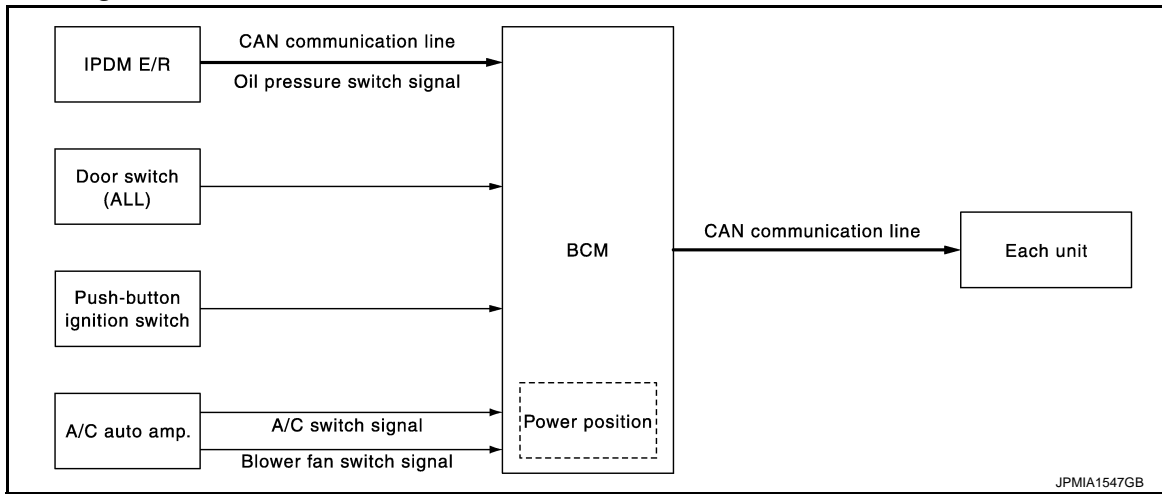 IPDM E/R
CAN communication line
Oil pressure switch signal
Door switch
(ALL)
Push-button
ignition switch
A/C auto amp.
A/C switch signal
Blower fan switch signal
BCM
Power position
CAN communication line
Each unit
JPMIA1547GB